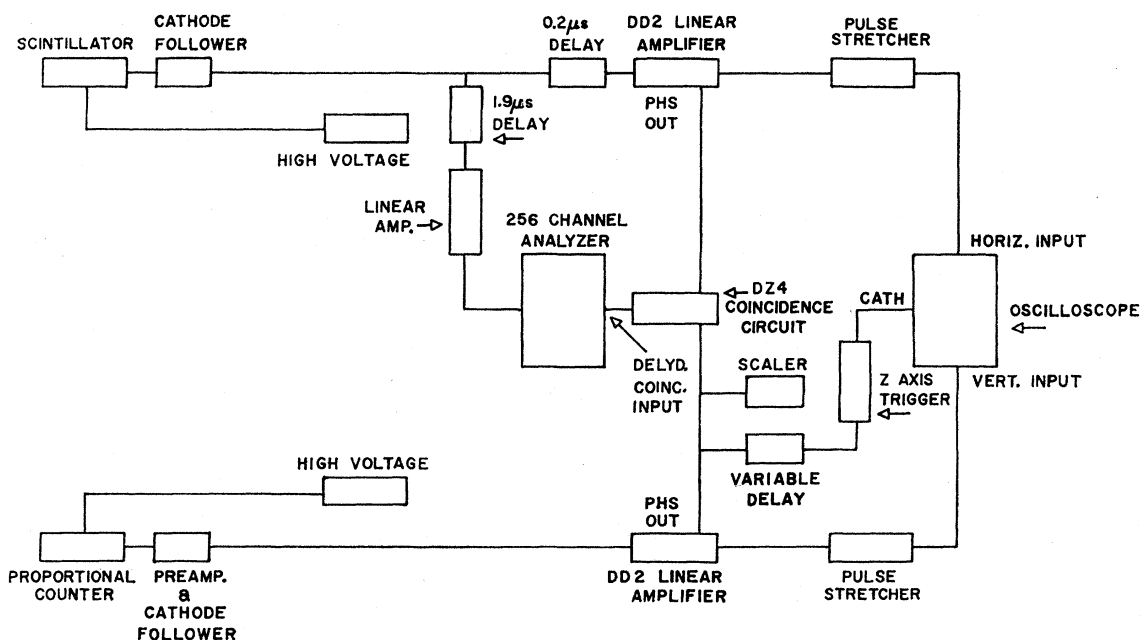 SCINTILLATOR
CATHODE
FOLLOWER
0.2μs
DELAY
DD2 LINEAR
AMPLIFIER
PULSE
STRETCHER
1.9μs
DELAY
PHS
OUT
HIGH VOLTAGE
LINEAR
AMP.
256 CHANNEL
ANALYZER
HORIZ. INPUT
DZ4
COINCIDENCE
CIRCUIT
CATH
OSCILLOSCOPE
DELYD.
COINC.
INPUT
SCALER
Z AXIS
TRIGGER
VERT. INPUT
HIGH VOLTAGE
VARIABLE
DELAY
PHS
OUT
PROPORTIONAL
COUNTER
PREAMP.
&
CATHODE
FOLLOWER
DD2 LINEAR
AMPLIFIER
PULSE
STRETCHER